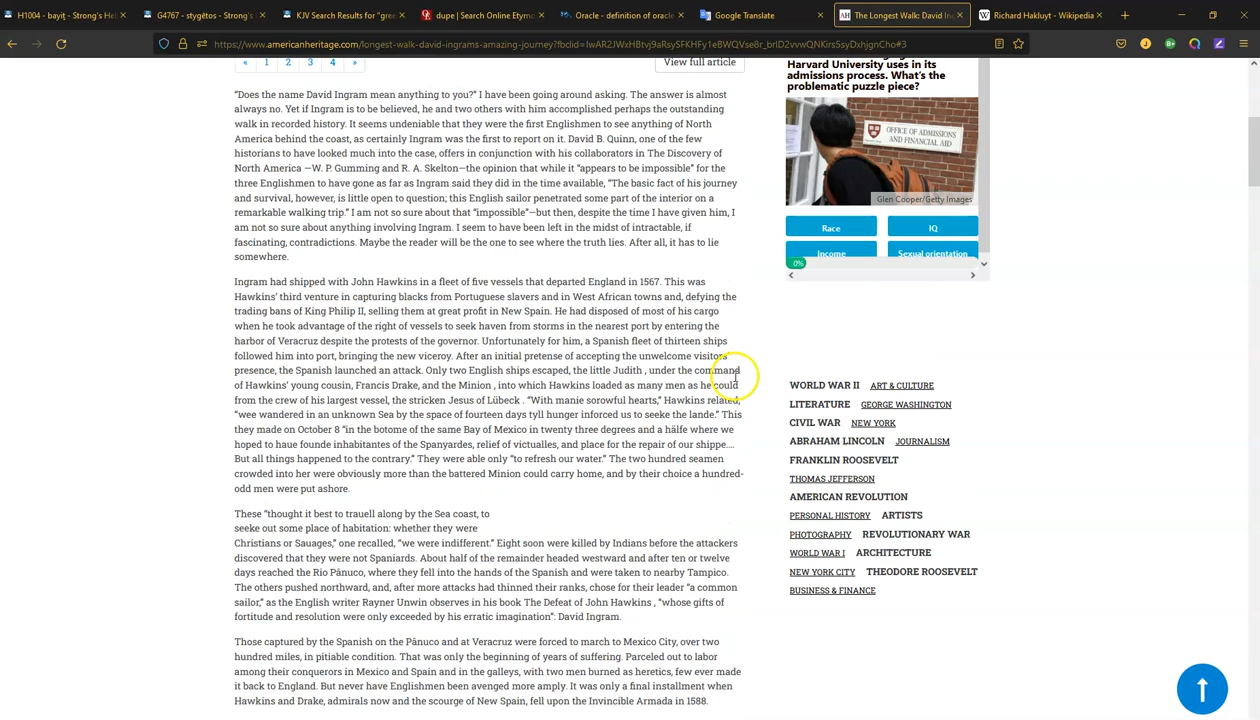 H1004 - bayiṯ - Strong's Heb
G4767 - stygētos - Strong's G
KJV Search Results for "gree
dupe | Search Online Etymolo
Oracle - definition of oracle
Google Translate
The Longest Walk: David Ingr
Richard Hakluyt - Wikipedia
https://www.americanheritage.com/longest-walk-david-ingrams-amazing-journey?fbclid=IwAR2JWxHBtvj9aRsySFKHfy1eBWQVse8r_brID2vvwQNKirs5syDxhjgnCho#3
« 1 2 3 4 »
View full article
"Does the name David Ingram mean anything to you?" I have been going around asking. The answer is almost
always no. Yet if Ingram is to be believed, he and two others with him accomplished perhaps the outstanding
walk in recorded history. It seems undeniable that they were the first Englishmen to see anything of North
America behind the coast, as certainly Ingram was the first to report on it. David B. Quinn, one of the few
historians to have looked much into the case, offers in conjunction with his collaborators in The Discovery of
North America —W. P. Gumming and R. A. Skelton—the opinion that while it "appears to be impossible" for the
three Englishmen to have gone as far as Ingram said they did in the time available, "The basic fact of his journey
and survival, however, is little open to question; this English sailor penetrated some part of the interior on a
remarkable walking trip." I am not so sure about that "impossible"—but then, despite the time I have given him, I
am not so sure about anything involving Ingram. I seem to have been left in the midst of intractable, if
fascinating, contradictions. Maybe the reader will be the one to see where the truth lies. After all, it has to lie
somewhere.
Ingram had shipped with John Hawkins in a fleet of five vessels that departed England in 1567. This was
Hawkins' third venture in capturing blacks from Portuguese slavers and in West African towns and, defying the
trading bans of King Philip II, selling them at great profit in New Spain. He had disposed of most of his cargo
when he took advantage of the right of vessels to seek haven from storms in the nearest port by entering the
harbor of Veracruz despite the protests of the governor. Unfortunately for him, a Spanish fleet of thirteen ships
followed him into port, bringing the new viceroy. After an initial pretense of accepting the unwelcome visitors'
presence, the Spanish launched an attack. Only two English ships escaped, the little Judith , under the command
of Hawkins' young cousin, Francis Drake, and the Minion , into which Hawkins loaded as many men as he could
from the crew of his largest vessel, the stricken Jesus of Lübeck . "With manie sorowful hearts," Hawkins related,
"wee wandered in an unknown Sea by the space of fourteen days tyll hunger inforced us to seeke the lande." This
they made on October 8 "in the botome of the same Bay of Mexico in twenty three degrees and a hälfe where we
hoped to haue founde inhabitantes of the Spanyardes, relief of victualles, and place for the repair of our shippe....
But all things happened to the contrary." They were able only "to refresh our water." The two hundred seamen
crowded into her were obviously more than the battered Minion could carry home, and by their choice a hundred-
odd men were put ashore.
These "thought it best to trauell along by the Sea coast, to
seeke out some place of habitation: whether they were
Christians or Sauages," one recalled, "we were indifferent." Eight soon were killed by Indians before the attackers
discovered that they were not Spaniards. About half of the remainder headed westward and after ten or twelve
days reached the Rio Pánuco, where they fell into the hands of the Spanish and were taken to nearby Tampico.
The others pushed northward, and, after more attacks had thinned their ranks, chose for their leader "a common
sailor," as the English writer Rayner Unwin observes in his book The Defeat of John Hawkins , "whose gifts of
fortitude and resolution were only exceeded by his erratic imagination": David Ingram.
Those captured by the Spanish on the Pánuco and at Veracruz were forced to march to Mexico City, over two
hundred miles, in pitiable condition. That was only the beginning of years of suffering. Parceled out to labor
among their conquerors in Mexico and Spain and in the galleys, with two men burned as heretics, few ever made
it back to England. But never have Englishmen been avenged more amply. It was only a final installment when
Hawkins and Drake, admirals now and the scourge of New Spain, fell upon the Invincible Armada in 1588.
Harvard University uses in its
admissions process. What's the
problematic puzzle piece?
OFFICE OF ADMISSIONS
AND FINANCIAL AID
Glen Cooper/Getty Images
Race
IQ
Income
Sexual orientation
0%
WORLD WAR II ART & CULTURE
LITERATURE GEORGE WASHINGTON
CIVIL WAR NEW YORK
ABRAHAM LINCOLN JOURNALISM
FRANKLIN ROOSEVELT
THOMAS JEFFERSON
AMERICAN REVOLUTION
PERSONAL HISTORY ARTISTS
PHOTOGRAPHY REVOLUTIONARY WAR
WORLD WAR I ARCHITECTURE
NEW YORK CITY THEODORE ROOSEVELT
BUSINESS & FINANCE